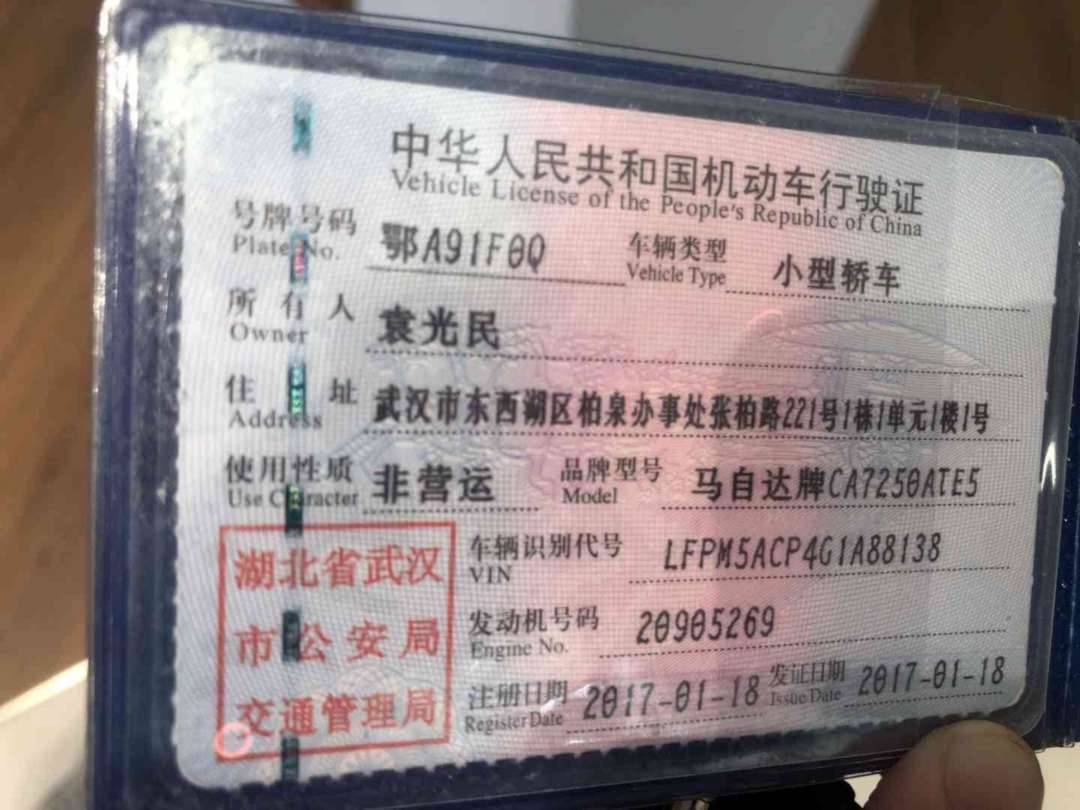 中华人民共和国机动车行驶证
Vehicle License of the People's Republic of China
号牌号码 鄂A91F0Q 车辆类型 小型轿车
Plate No. Vehicle Type
所有人 袁光民
Owner
住址 武汉市东西湖区柏泉办事处张柏路221号1栋1单元1楼1号
Address
使用性质 非营运 品牌型号 马自达牌CA7250ATE5
Use Character Model
湖北省武汉
市公安局
交通管理局
车辆识别代号 LFPM5ACP4G1A88138
VIN
发动机号码 20905269
Engine No.
注册日期 2017-01-18 发证日期 2017-01-18
Register Date Issue Date